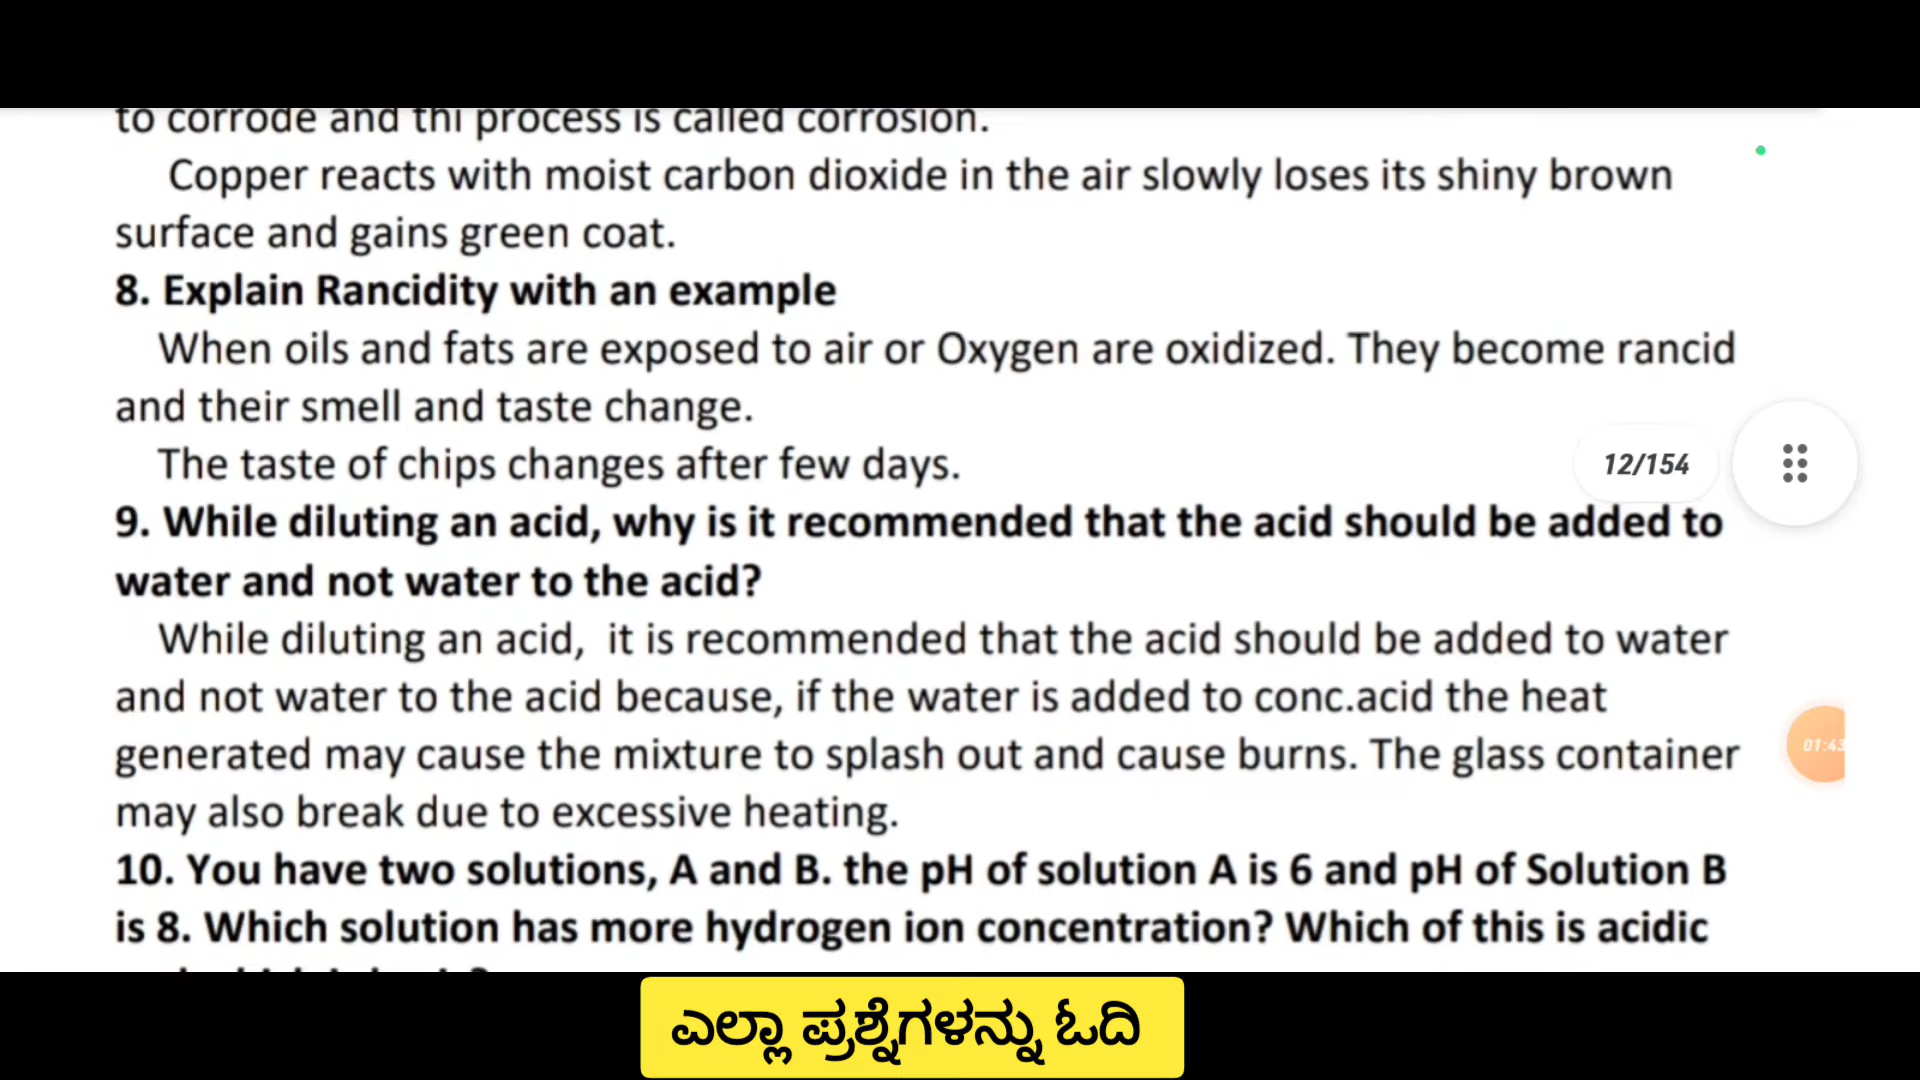 to corrode and thi process is called corrosion.
Copper reacts with moist carbon dioxide in the air slowly loses its shiny brown
surface and gains green coat.
8. Explain Rancidity with an example
When oils and fats are exposed to air or Oxygen are oxidized. They become rancid
and their smell and taste change.
The taste of chips changes after few days.
12/154
9. While diluting an acid, why is it recommended that the acid should be added to
water and not water to the acid?
While diluting an acid, it is recommended that the acid should be added to water
and not water to the acid because, if the water is added to conc.acid the heat
generated may cause the mixture to splash out and cause burns. The glass container
01:43
may also break due to excessive heating.
10. You have two solutions, A and B. the pH of solution A is 6 and pH of Solution B
is 8. Which solution has more hydrogen ion concentration? Which of this is acidic
ಎಲ್ಲಾ ಪ್ರಶ್ನೆಗಳನ್ನು ಓದಿ